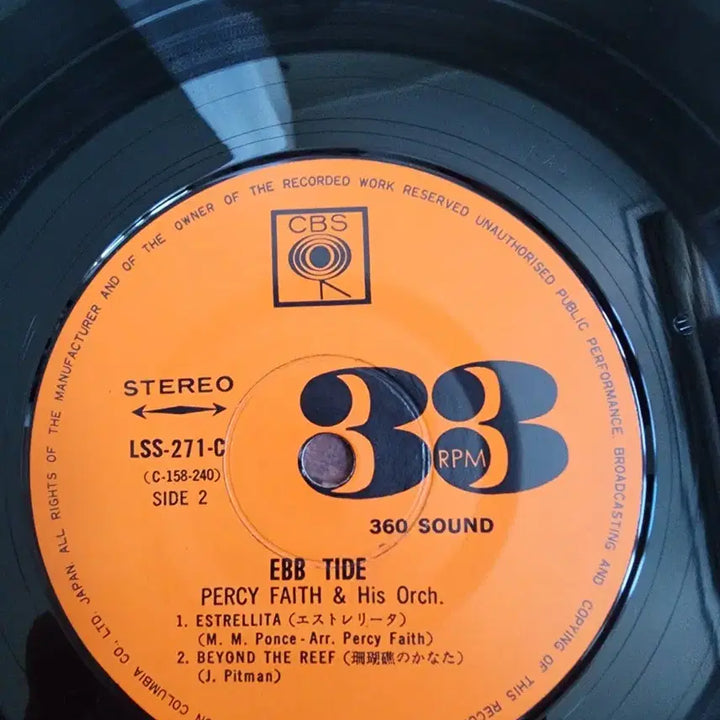 ON COLUMBIA CO., LTD. JAPAN ALL RIGHTS OF THE MANUFACTURER AND OF THE OWNER OF THE RECORDED WORK RESERVED UNAUTHORISED PUBLIC PERFORMANCE. BROADCASTING AND COPYING OF THIS RECO
CBS
STEREO
33
RPM
LSS-271-C
(C-158-240)
SIDE 2
360 SOUND
EBB TIDE
PERCY FAITH & His Orch.
1. ESTRELLITA (エストレリータ)
(M. M. Ponce-Arr. Percy Faith)
2. BEYOND THE REEF (珊瑚礁のかなた)
(J. Pitman)